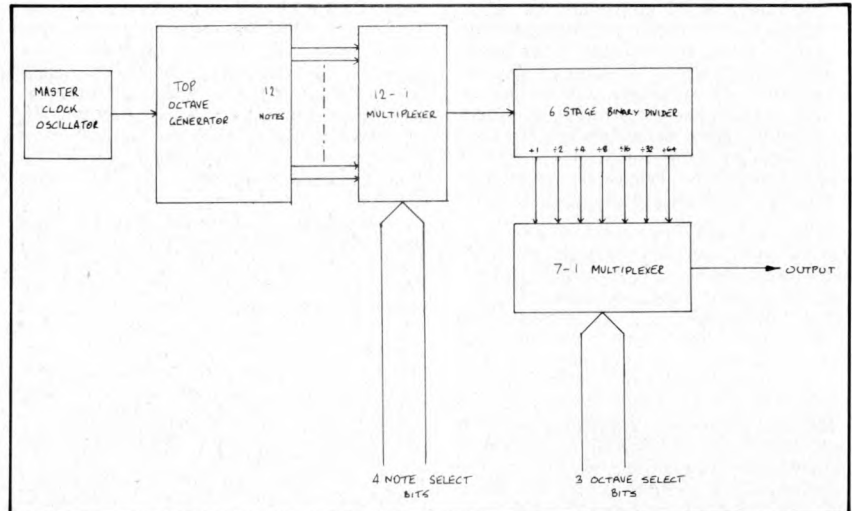 MASTER
CLOCK
OSCILLATOR
TOP
OCTAVE
GENERATOR
12
NOTES
12-1
MULTIPLEXER
6 STAGE BINARY DIVIDER
÷1 ÷2 ÷4 ÷8 ÷16 ÷32 ÷64
7-1 MULTIPLEXER
OUTPUT
4 NOTE SELECT
BITS
3 OCTAVE SELECT
BITS